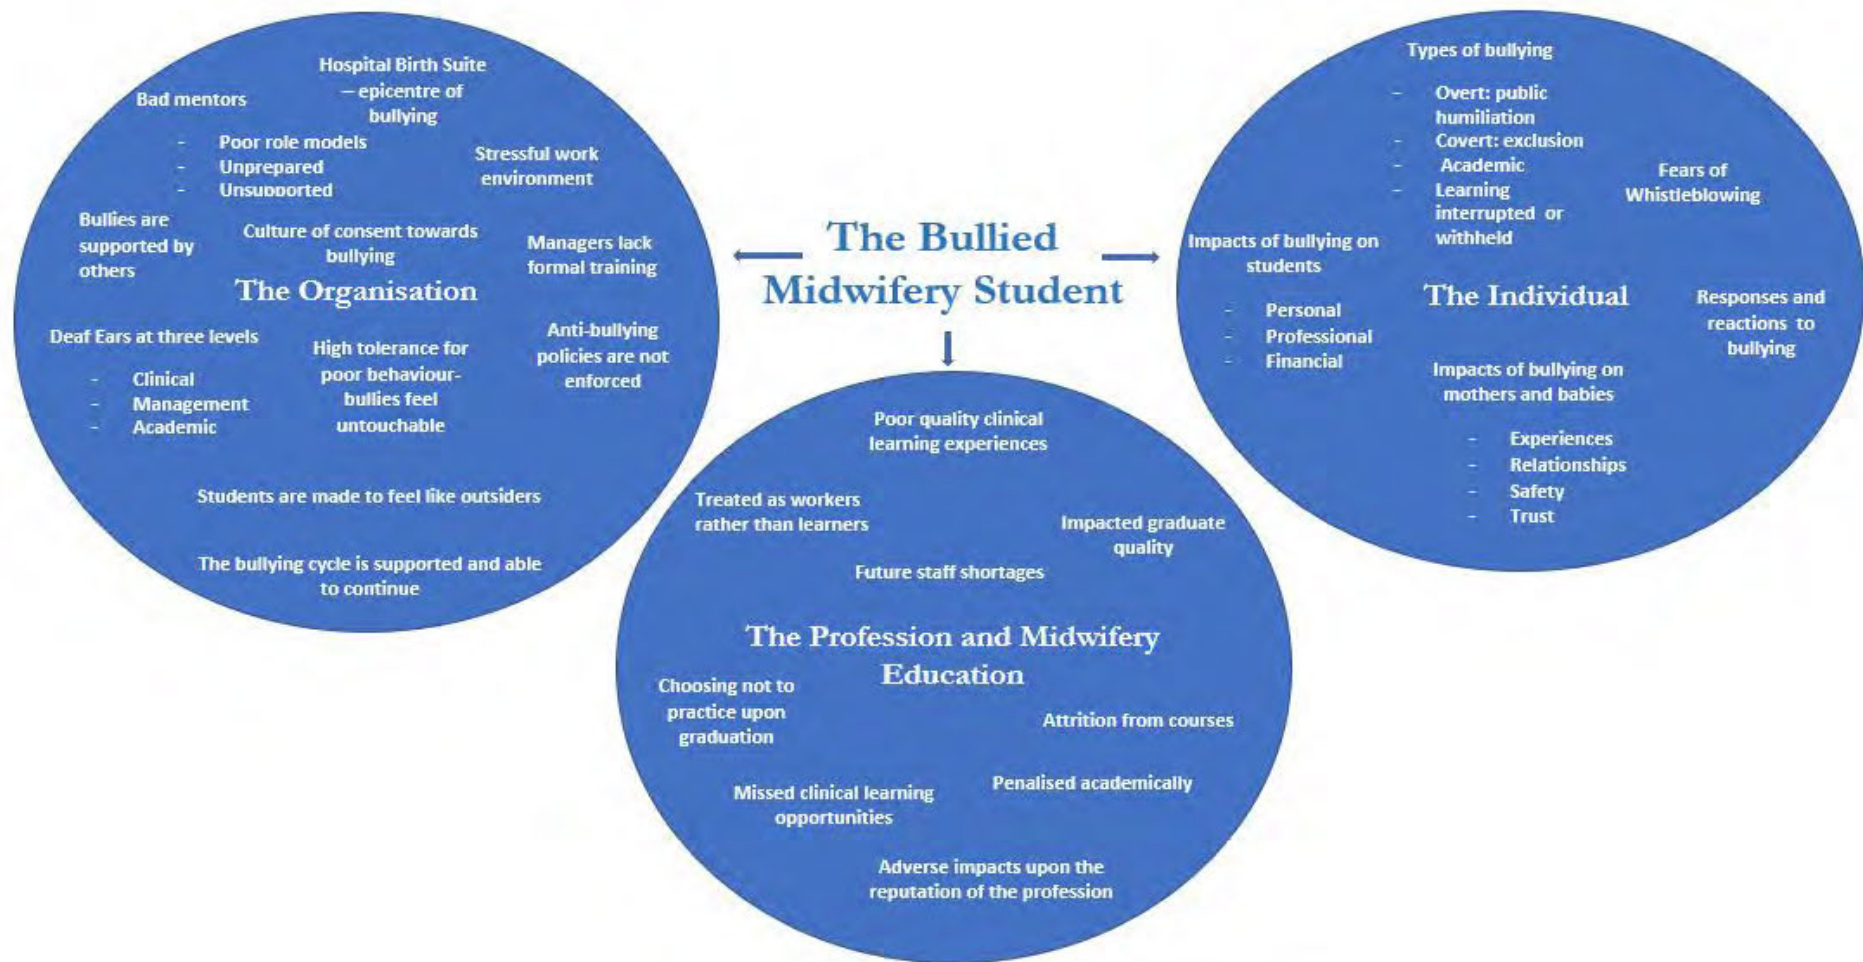 The Bullied
Midwifery Student
Hospital Birth Suite
– epicentre of
bullying
Bad mentors
- Poor role models
- Unprepared
- Unsupported
Stressful work
environment
Bullies are
supported by
others
Culture of consent towards
bullying
Managers lack
formal training
The Organisation
Deaf Ears at three levels
- Clinical
- Management
- Academic
High tolerance for
poor behaviour-
bullies feel
untouchable
Anti-bullying
policies are not
enforced
Students are made to feel like outsiders
The bullying cycle is supported and able
to continue
Poor quality clinical
learning experiences
Treated as workers
rather than learners
Impacted graduate
quality
Future staff shortages
The Profession and Midwifery
Education
Choosing not to
practice upon
graduation
Attrition from courses
Missed clinical learning
opportunities
Penalised academically
Adverse impacts upon the
reputation of the profession
Types of bullying
- Overt: public
humiliation
- Covert: exclusion
- Academic
- Learning
interrupted or
withheld
Fears of
Whistleblowing
Impacts of bullying on
students
- Personal
- Professional
- Financial
The Individual
Responses and
reactions to
bullying
Impacts of bullying on
mothers and babies
- Experiences
- Relationships
- Safety
- Trust